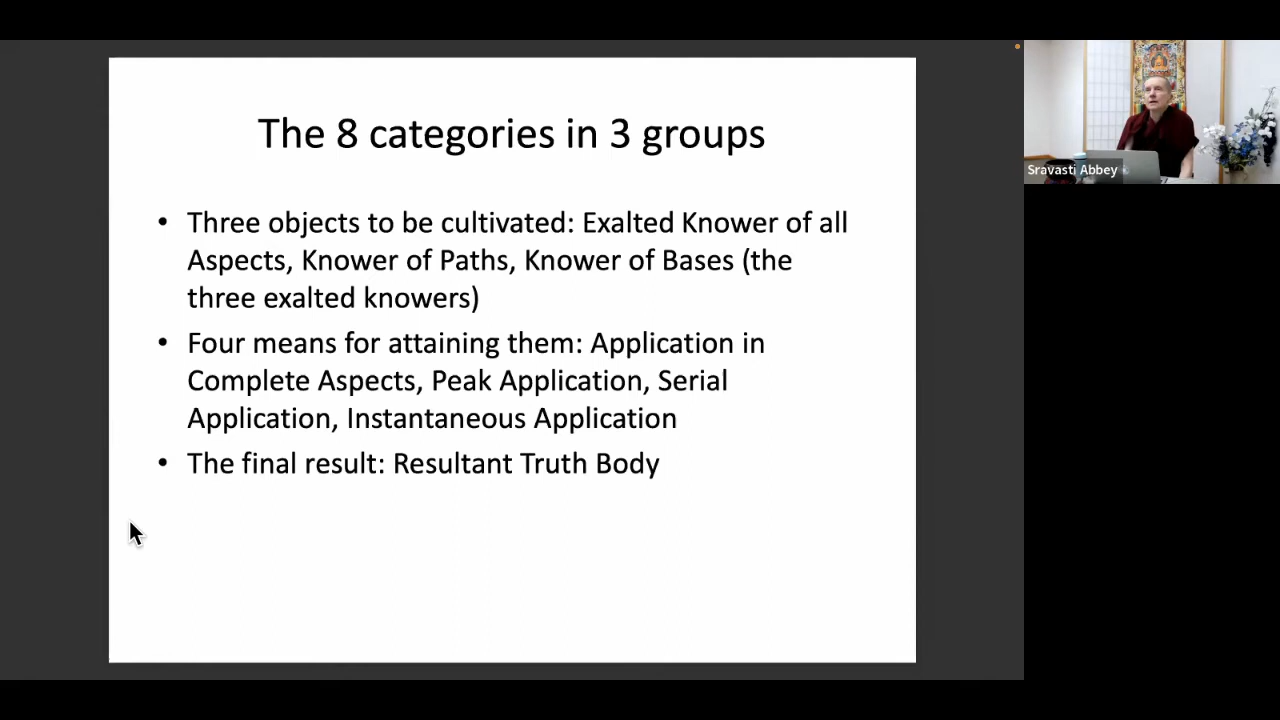 The 8 categories in 3 groups
• Three objects to be cultivated: Exalted Knower of all
Aspects, Knower of Paths, Knower of Bases (the
three exalted knowers)
• Four means for attaining them: Application in
Complete Aspects, Peak Application, Serial
Application, Instantaneous Application
• The final result: Resultant Truth Body
Sravasti Abbey